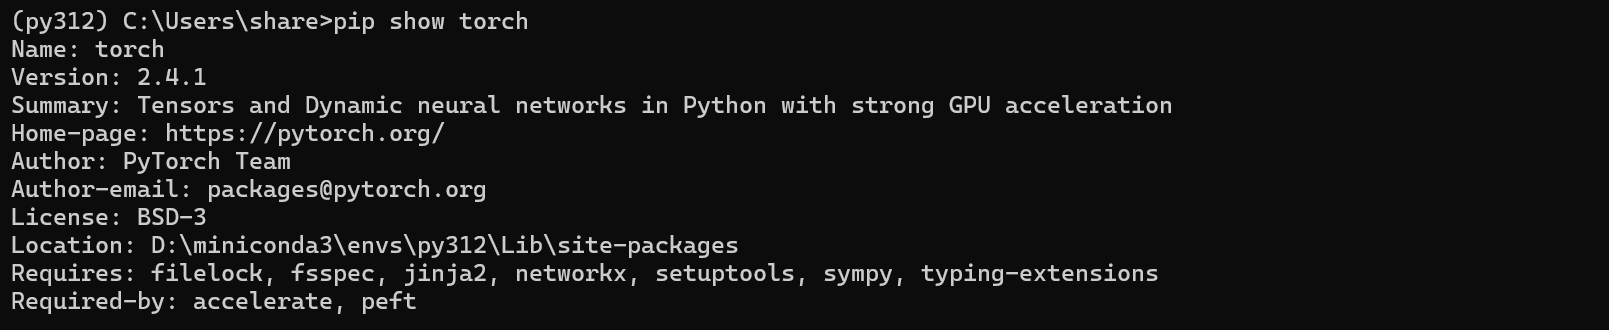 (py312) C:\Users\share>pip show torch
Name: torch
Version: 2.4.1
Summary: Tensors and Dynamic neural networks in Python with strong GPU acceleration
Home-page: https://pytorch.org/
Author: PyTorch Team
Author-email: packages@pytorch.org
License: BSD-3
Location: D:\miniconda3\envs\py312\Lib\site-packages
Requires: filelock, fsspec, jinja2, networkx, setuptools, sympy, typing-extensions
Required-by: accelerate, peft